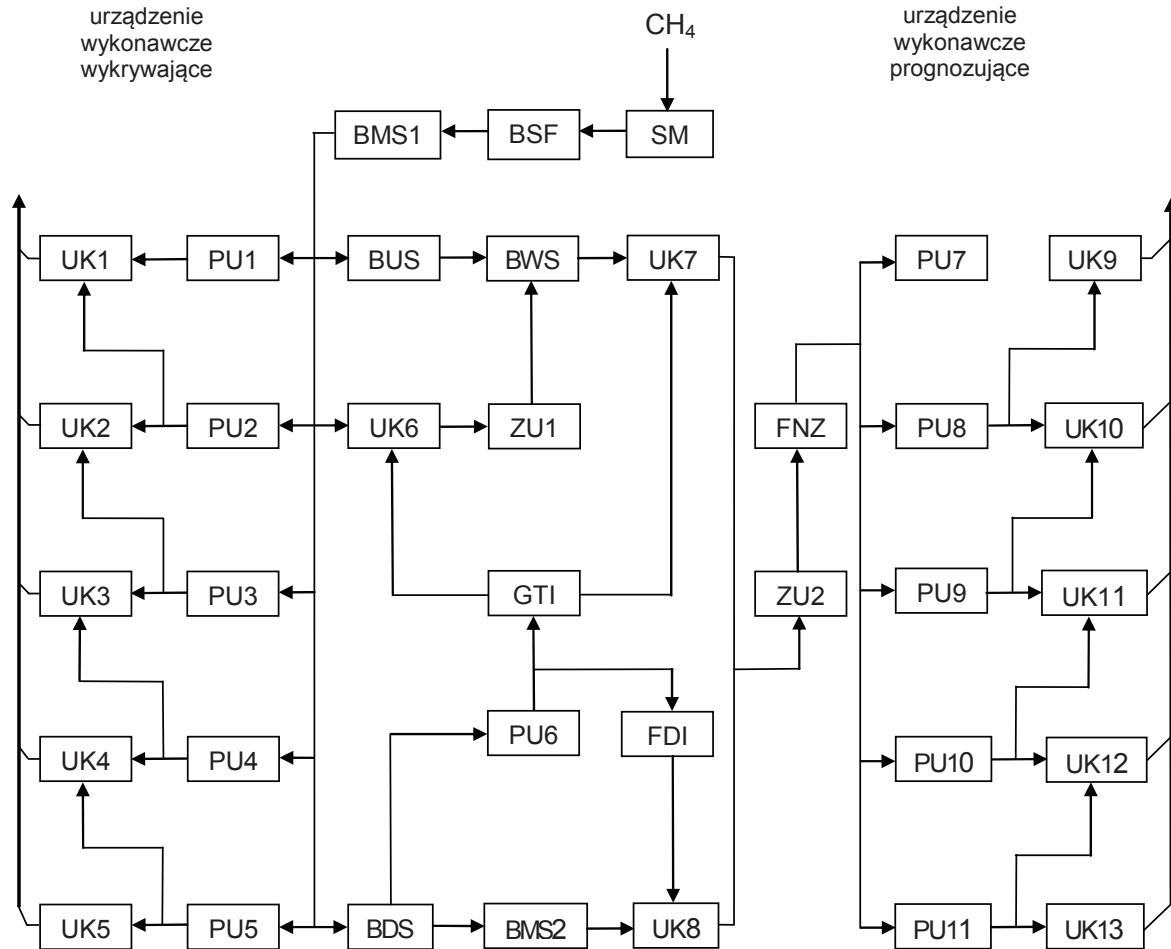 urządzenie
wykonawcze
wykrywające
CH₄
urządzenie
wykonawcze
prognozujące
BMS1 BSF SM
UK1 PU1 BUS BWS UK7 PU7 UK9
UK2 PU2 UK6 ZU1 FNZ PU8 UK10
UK3 PU3 GTI ZU2 PU9 UK11
UK4 PU4 PU6 FDI PU10 UK12
UK5 PU5 BDS BMS2 UK8 PU11 UK13